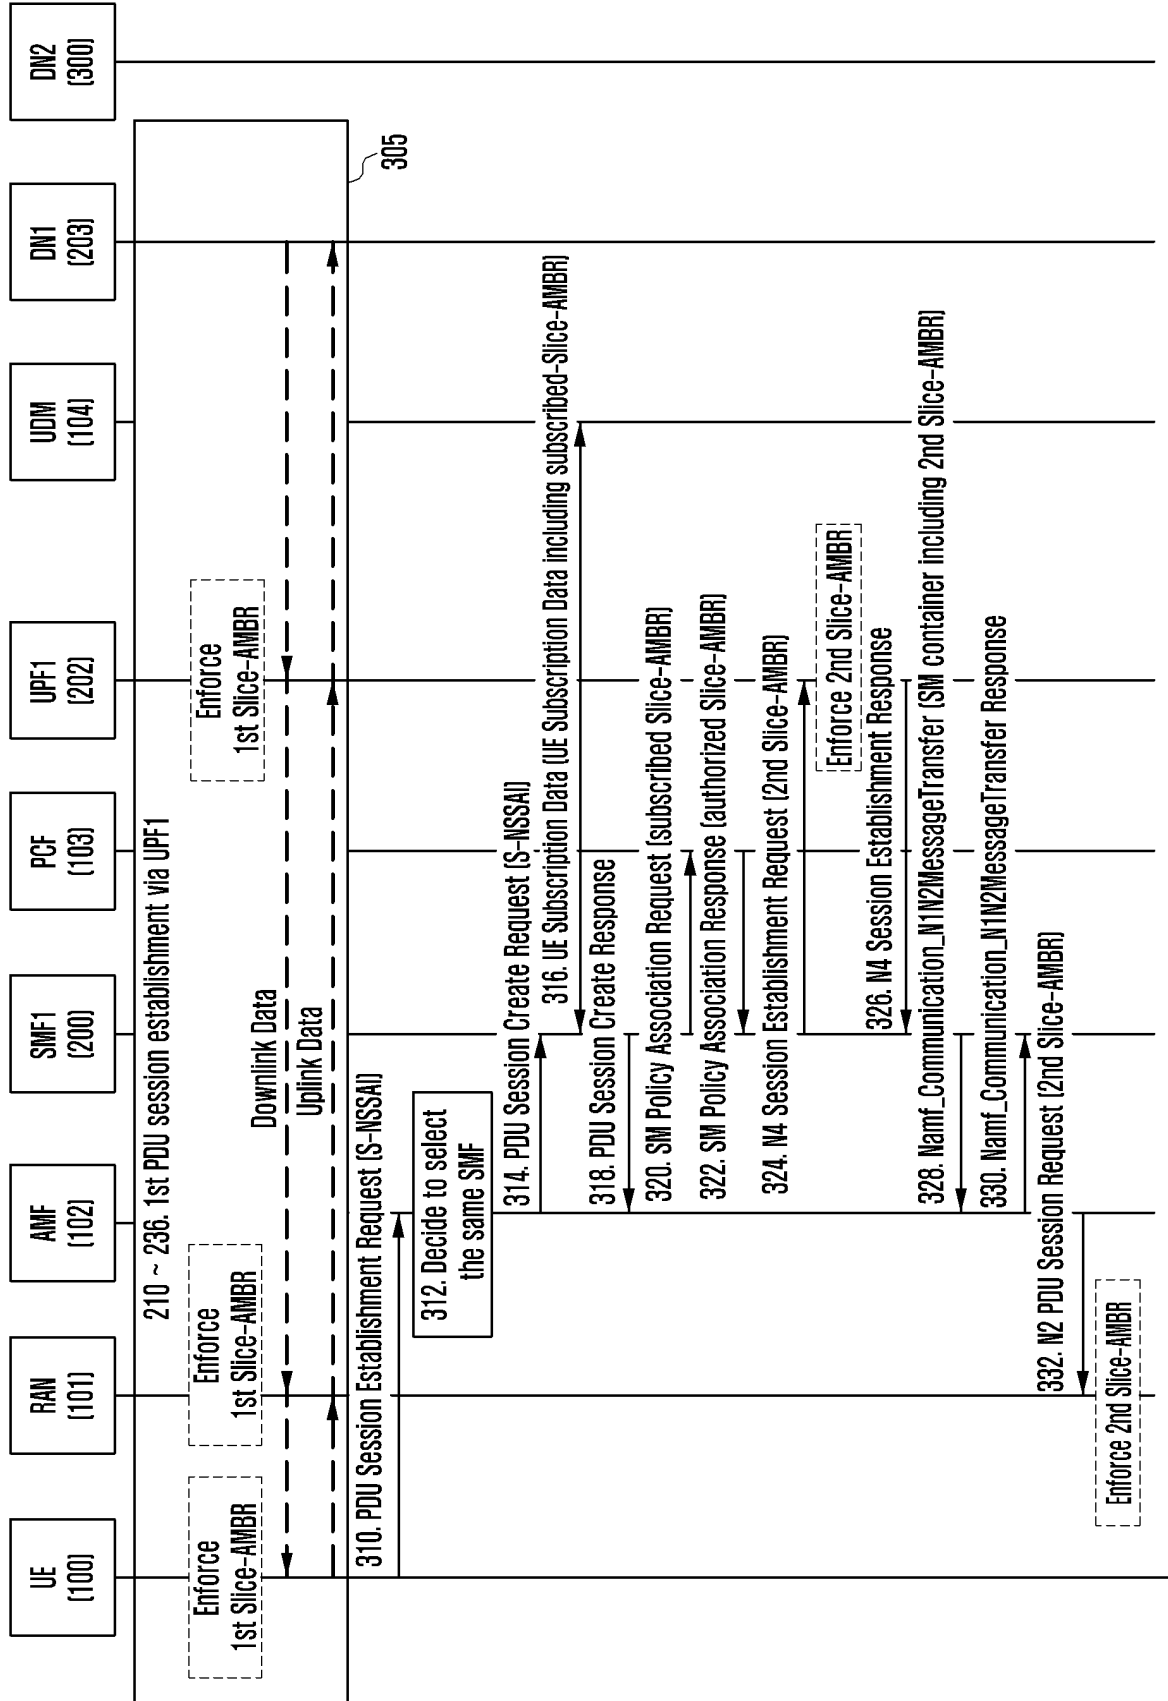 UE
(100)
RAN
(101)
AMF
(102)
SMF1
(200)
PCF
(103)
UPF1
(202)
UDM
(104)
DN1
(203)
DN2
(300)
210 ~ 236. 1st PDU session establishment via UPF1
Enforce
1st Slice-AMBR
Enforce
1st Slice-AMBR
Enforce
1st Slice-AMBR
Downlink Data
Uplink Data
305
310. PDU Session Establishment Request (S-NSSAI)
312. Decide to select
the same SMF
314. PDU Session Create Request (S-NSSAI)
316. UE Subscription Data (UE Subscription Data including subscribed-Slice-AMBR)
318. PDU Session Create Response
320. SM Policy Association Request (subscribed Slice-AMBR)
322. SM Policy Association Response (authorized Slice-AMBR)
324. N4 Session Establishment Request (2nd Slice-AMBR)
Enforce 2nd Slice-AMBR
326. N4 Session Establishment Response
328. Namf_Communication_N1N2MessageTransfer (SM container including 2nd Slice-AMBR)
330. Namf_Communication_N1N2MessageTransfer Response
332. N2 PDU Session Request (2nd Slice-AMBR)
Enforce 2nd Slice-AMBR